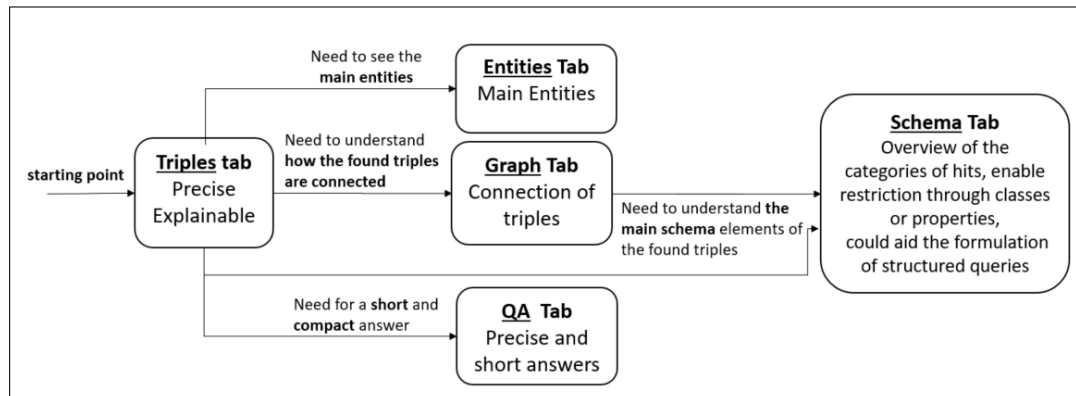 Need to see the
main entities
Entities Tab
Main Entities
starting point
Triples tab
Precise
Explainable
Need to understand
how the found triples
are connected
Graph Tab
Connection of
triples
Need to understand the
main schema elements of
the found triples
Schema Tab
Overview of the
categories of hits, enable
restriction through classes
or properties,
could aid the formulation
of structured queries
Need for a short and
compact answer
QA Tab
Precise and
short answers